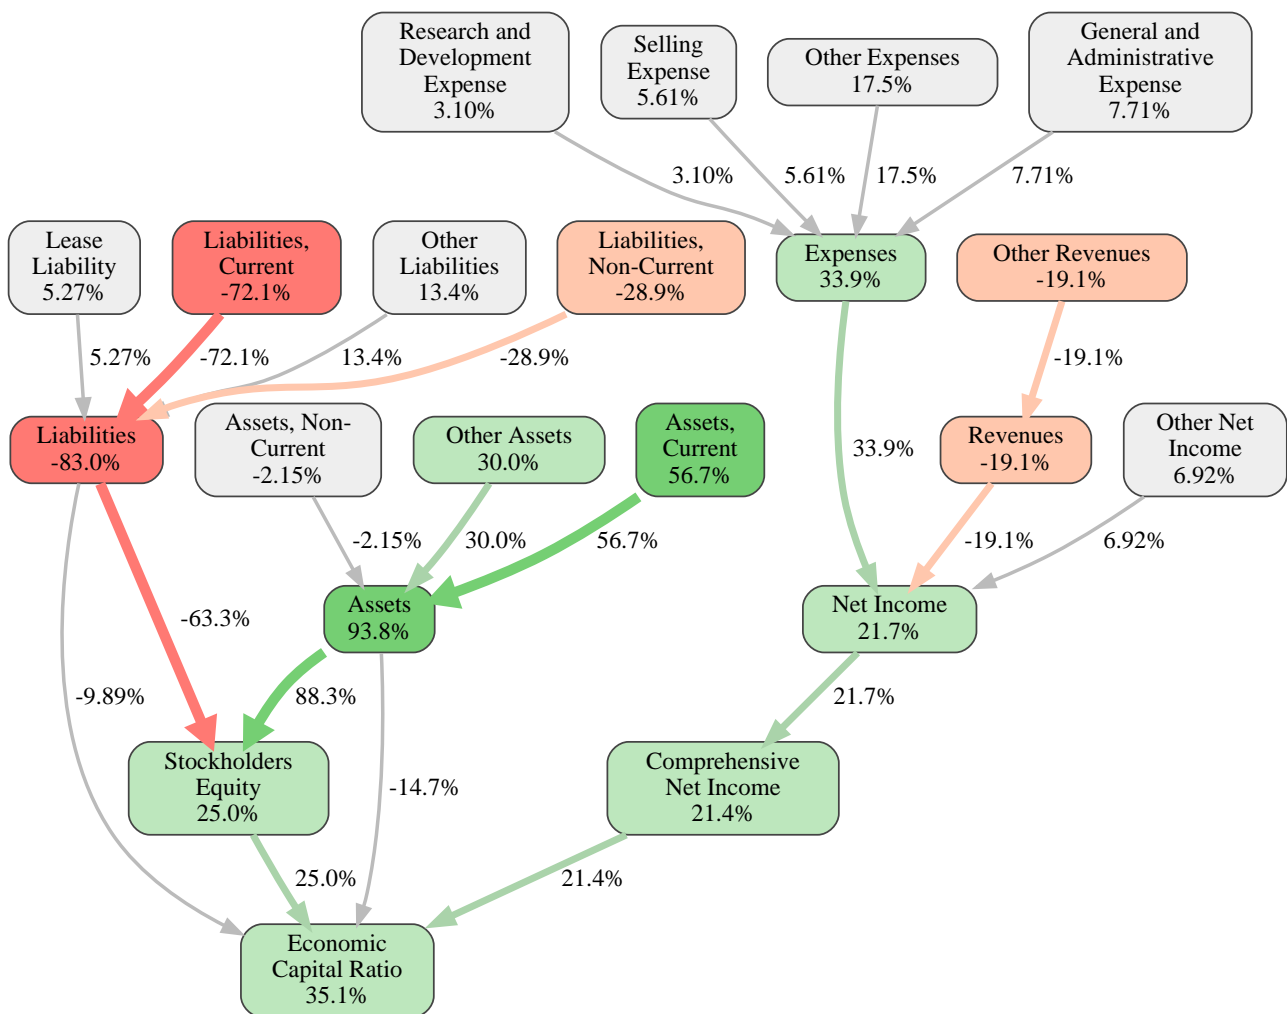 Research and
Development
Expense
3.10%
Selling
Expense
5.61%
Other Expenses
17.5%
General and
Administrative
Expense
7.71%
3.10%
5.61%
17.5%
7.71%
Lease
Liability
5.27%
Liabilities,
Current
-72.1%
Other
Liabilities
13.4%
Liabilities,
Non-Current
-28.9%
Expenses
33.9%
Other Revenues
-19.1%
5.27%
-72.1%
13.4%
-28.9%
-19.1%
Liabilities
-83.0%
Assets, Non-
Current
-2.15%
Other Assets
30.0%
Assets,
Current
56.7%
33.9%
Revenues
-19.1%
Other Net
Income
6.92%
-2.15%
30.0%
56.7%
-19.1%
6.92%
-63.3%
Assets
93.8%
Net Income
21.7%
-9.89%
88.3%
21.7%
Stockholders
Equity
25.0%
-14.7%
Comprehensive
Net Income
21.4%
25.0%
21.4%
Economic
Capital Ratio
35.1%